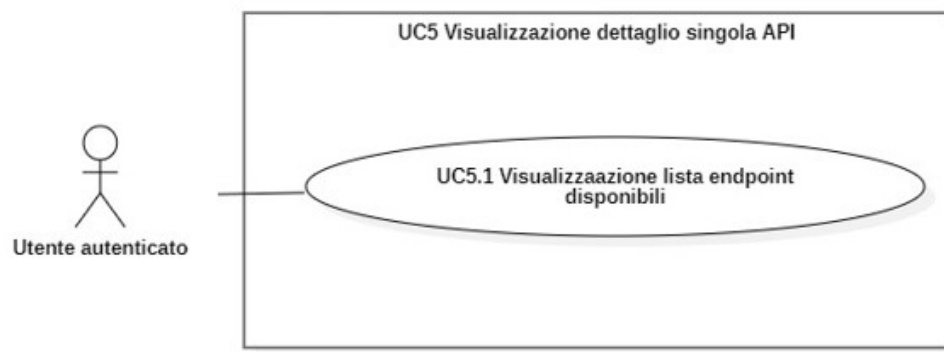 UC5 Visualizzazione dettaglio singola API
UC5.1 Visualizzaazione lista endpoint
disponibili
Utente autenticato